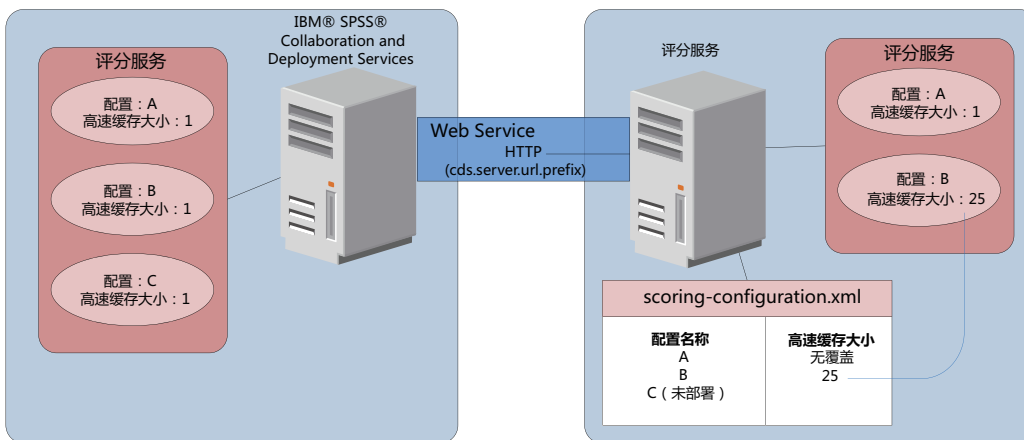 IBM® SPSS®
Collaboration and
Deployment Services
评分服务
配置：A
高速缓存大小：1
配置：B
高速缓存大小：1
配置：C
高速缓存大小：1
Web Service
HTTP
(cds.server.url.prefix)
评分服务
评分服务
配置：A
高速缓存大小：1
配置：B
高速缓存大小：25
scoring-configuration.xml
配置名称
A
B
C（未部署）
高速缓存大小
无覆盖
25